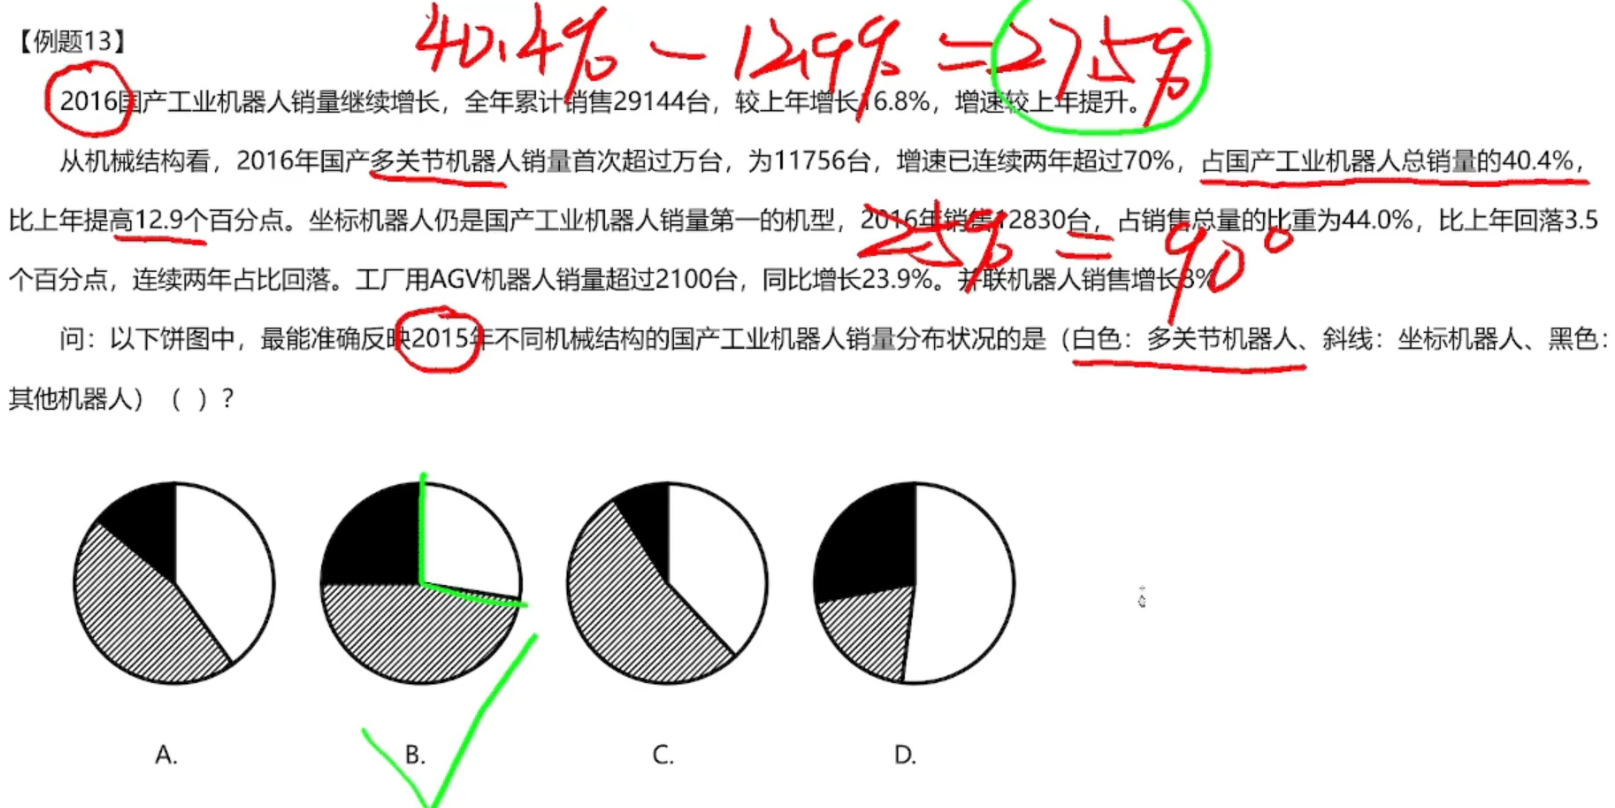 40.4% - 12.9% = 27.5%
【例题13】
2016国产工业机器人销量继续增长，全年累计销售29144台，较上年增长16.8%，增速较上年提升。
从机械结构看，2016年国产多关节机器人销量首次超过万台，为11756台，增速已连续两年超过70%，占国产工业机器人总销量的40.4%，
比上年提高12.9个百分点。坐标机器人仍是国产工业机器人销量第一的机型，2016年销售12830台，占销售总量的比重为44.0%，比上年回落3.5
25% = 90°
个百分点，连续两年占比回落。工厂用AGV机器人销量超过2100台，同比增长23.9%。并联机器人销售增长8%
问：以下饼图中，最能准确反映2015年不同机械结构的国产工业机器人销量分布状况的是（白色：多关节机器人、斜线：坐标机器人、黑色：
其他机器人）（ ）？
A. B. C. D.